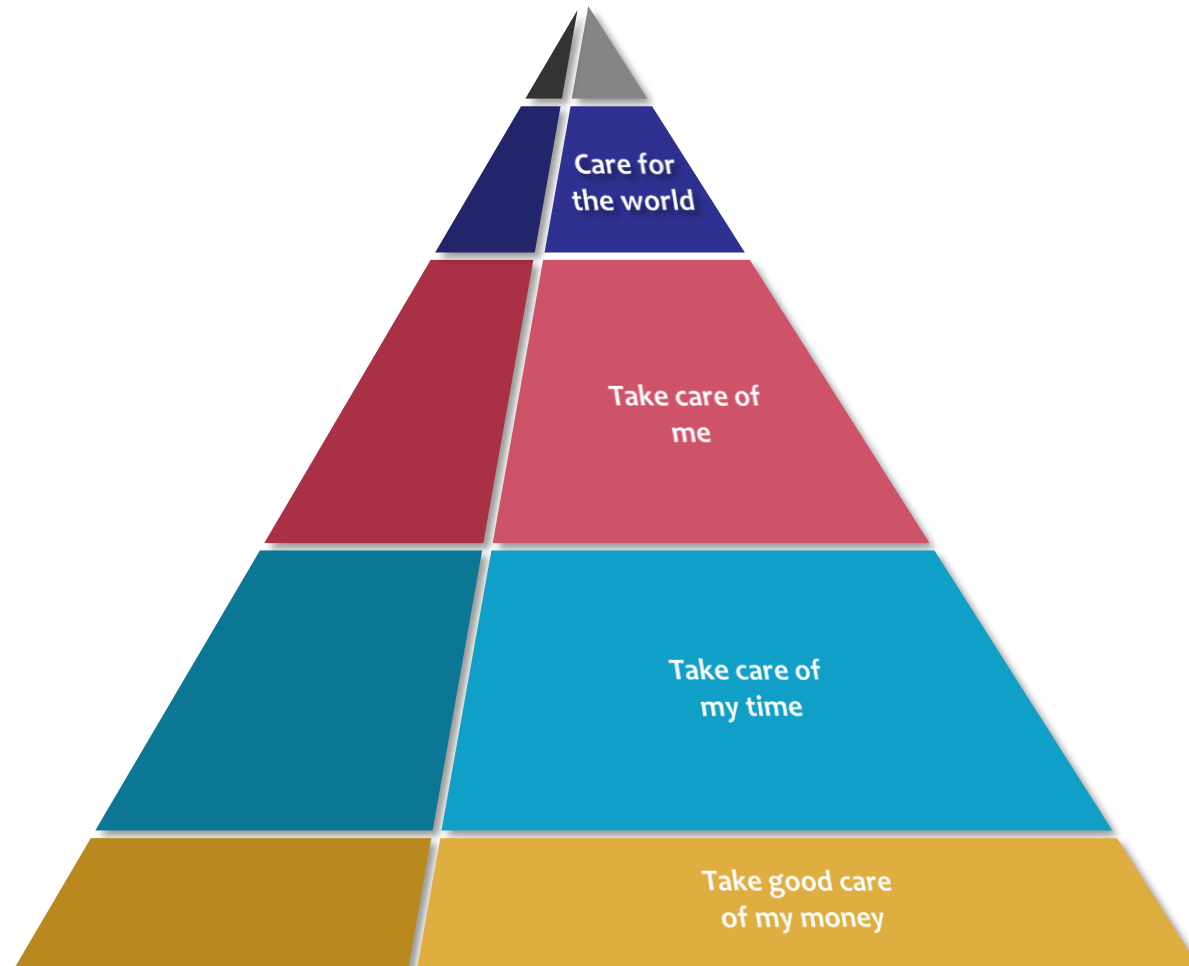 Care for
the world
Take care of
me
Take care of
my time
Take good care
of my money